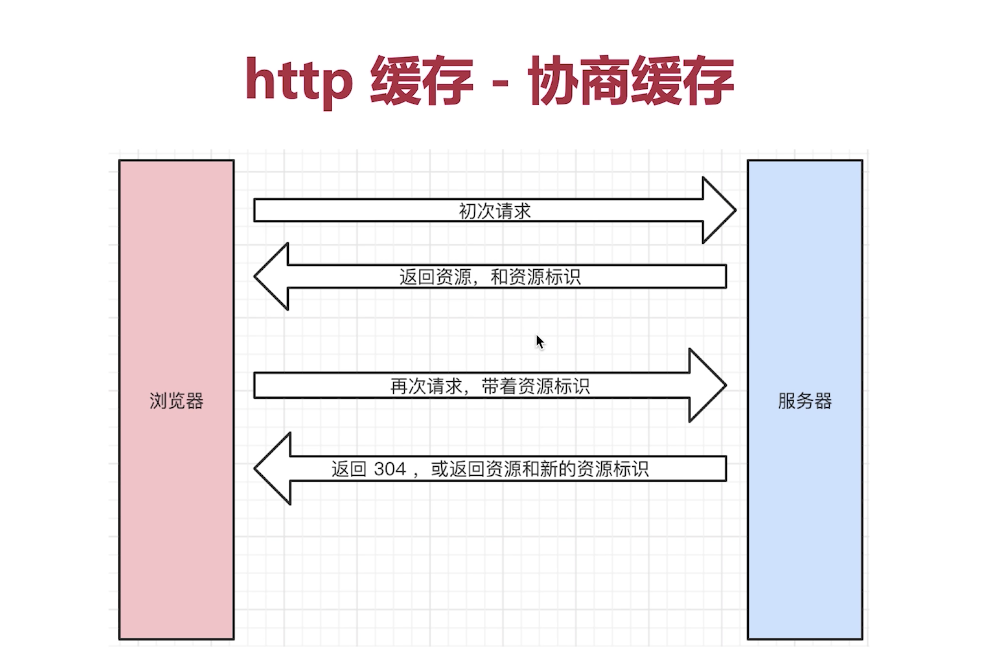 http 缓存 - 协商缓存
初次请求
返回资源，和资源标识
再次请求，带着资源标识
浏览器
服务器
返回 304 ，或返回资源和新的资源标识